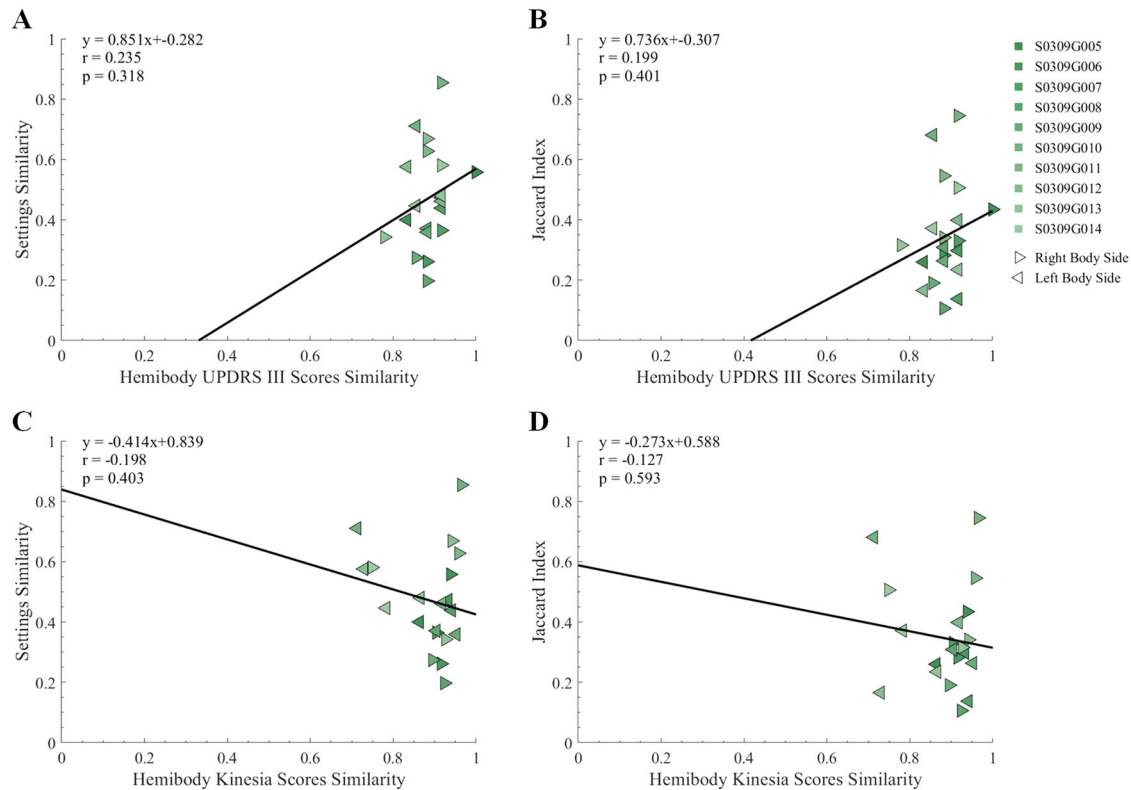 A
y = 0.851x+-0.282
r = 0.235
p = 0.318
1
0.8
0.6
0.4
0.2
0
Settings Similarity
0 0.2 0.4 0.6 0.8 1
Hemibody UPDRS III Scores Similarity
B
y = 0.736x+-0.307
r = 0.199
p = 0.401
1
0.8
0.6
0.4
0.2
0
Jaccard Index
0 0.2 0.4 0.6 0.8 1
Hemibody UPDRS III Scores Similarity
S0309G005
S0309G006
S0309G007
S0309G008
S0309G009
S0309G010
S0309G011
S0309G012
S0309G013
S0309G014
Right Body Side
Left Body Side
C
y = -0.414x+0.839
r = -0.198
p = 0.403
1
0.8
0.6
0.4
0.2
0
Settings Similarity
0 0.2 0.4 0.6 0.8 1
Hemibody Kinesia Scores Similarity
D
y = -0.273x+0.588
r = -0.127
p = 0.593
1
0.8
0.6
0.4
0.2
0
Jaccard Index
0 0.2 0.4 0.6 0.8 1
Hemibody Kinesia Scores Similarity